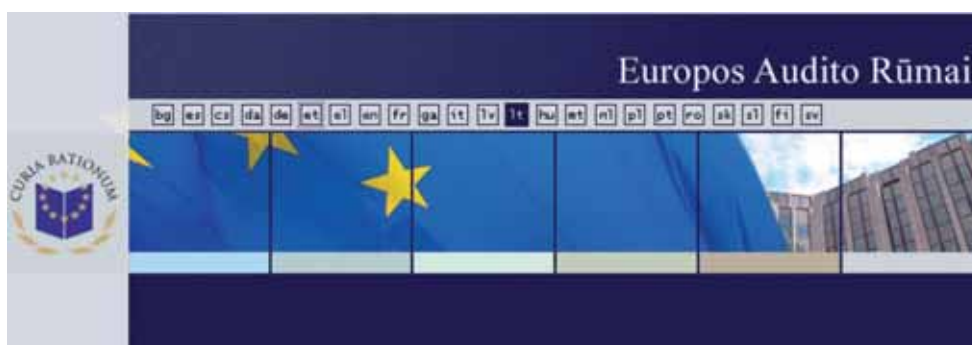 Europos Audito Rūmai
bg es cs da de et el en fr ga it lv lt hu mt nl pl pt ro sk sl fi sv
CURIA RATIONUM